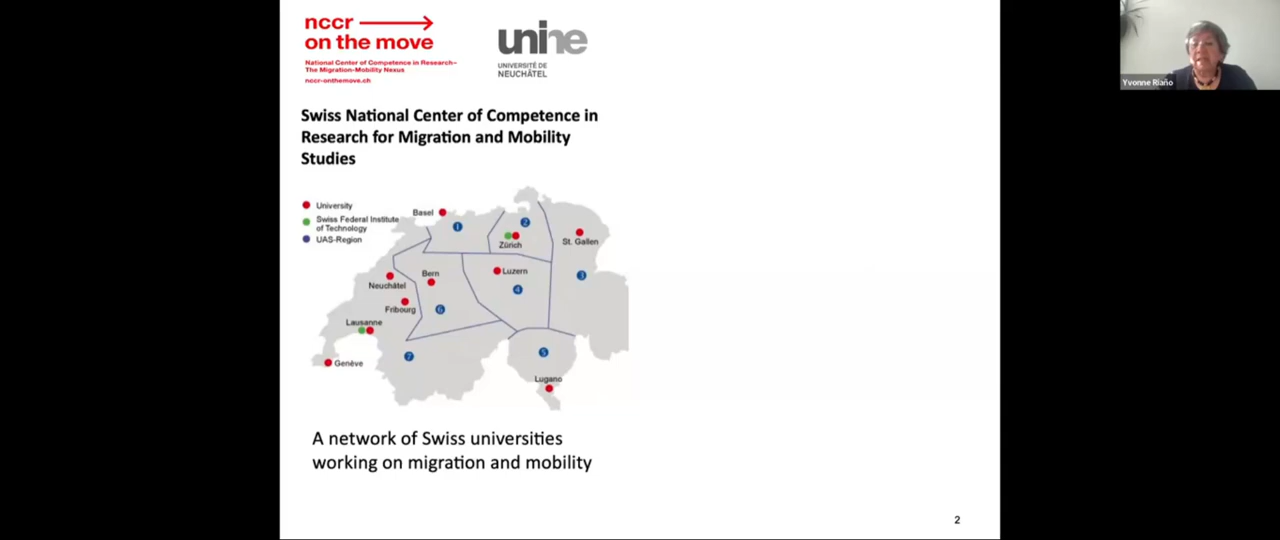 nccr
on the move
National Center of Competence in Research–
The Migration-Mobility Nexus
nccr-onthemove.ch
unine
UNIVERSITÉ DE
NEUCHÂTEL
Yvonne Riaño
Swiss National Center of Competence in
Research for Migration and Mobility
Studies
University
Swiss Federal Institute
of Technology
UAS-Region
Basel
1
2
Zürich
St. Gallen
Bern
Luzern
3
Neuchâtel
4
Fribourg
6
Lausanne
7
5
Genève
Lugano
A network of Swiss universities
working on migration and mobility
2